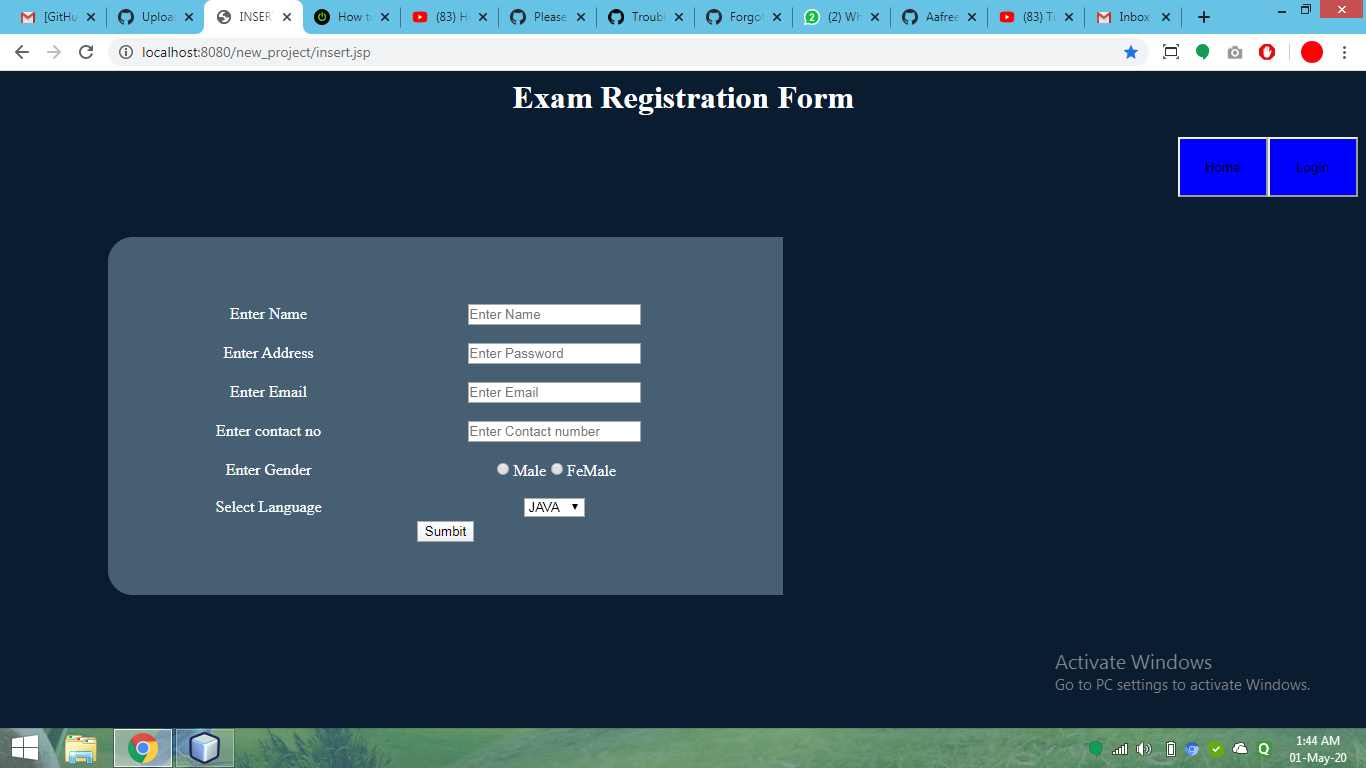 [GitHu
Uploa
INSER
How t
(83) H
Please
Troubl
Forgot
(2) Wh
Aafree
(83) T
Inbox
localhost:8080/new_project/insert.jsp
Exam Registration Form
Home LogIn
Enter Name Enter Name
Enter Address Enter Password
Enter Email Enter Email
Enter contact no Enter Contact number
Enter Gender Male FeMale
Select Language JAVA
Sumbit
Activate Windows
Go to PC settings to activate Windows.
1:44 AM
01-May-20